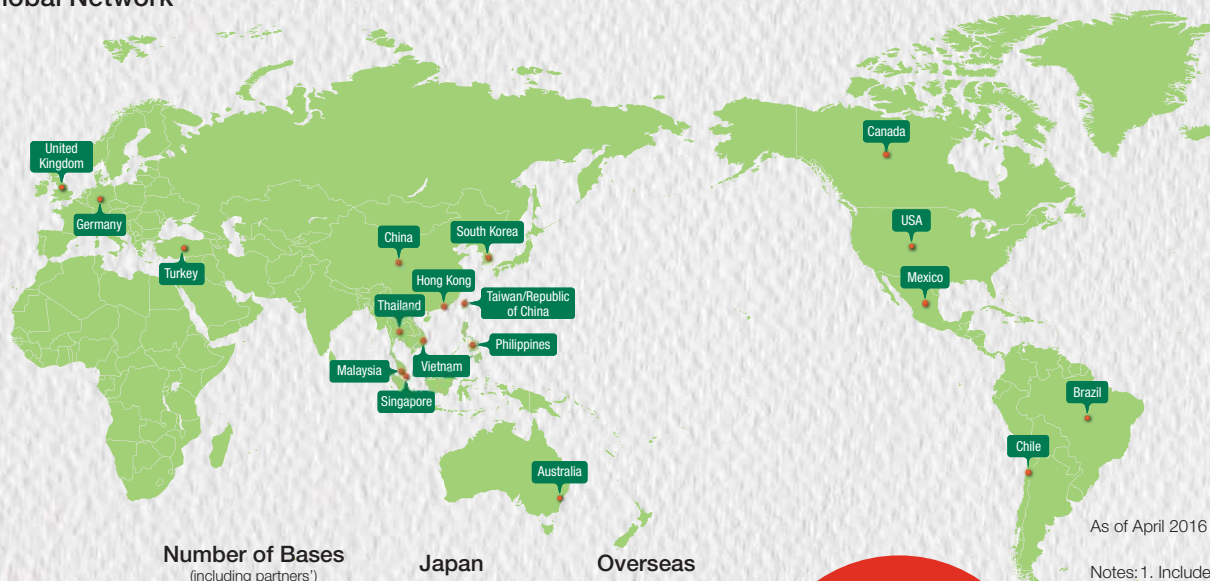 Global Network
United
Kingdom
Germany
Turkey
China
South Korea
Hong Kong
Taiwan/Republic
of China
Thailand
Philippines
Vietnam
Malaysia
Singapore
Australia
Canada
USA
Mexico
Brazil
Chile
As of April 2016
Number of Bases
(including partners')
Japan
Overseas
Notes: 1. Include